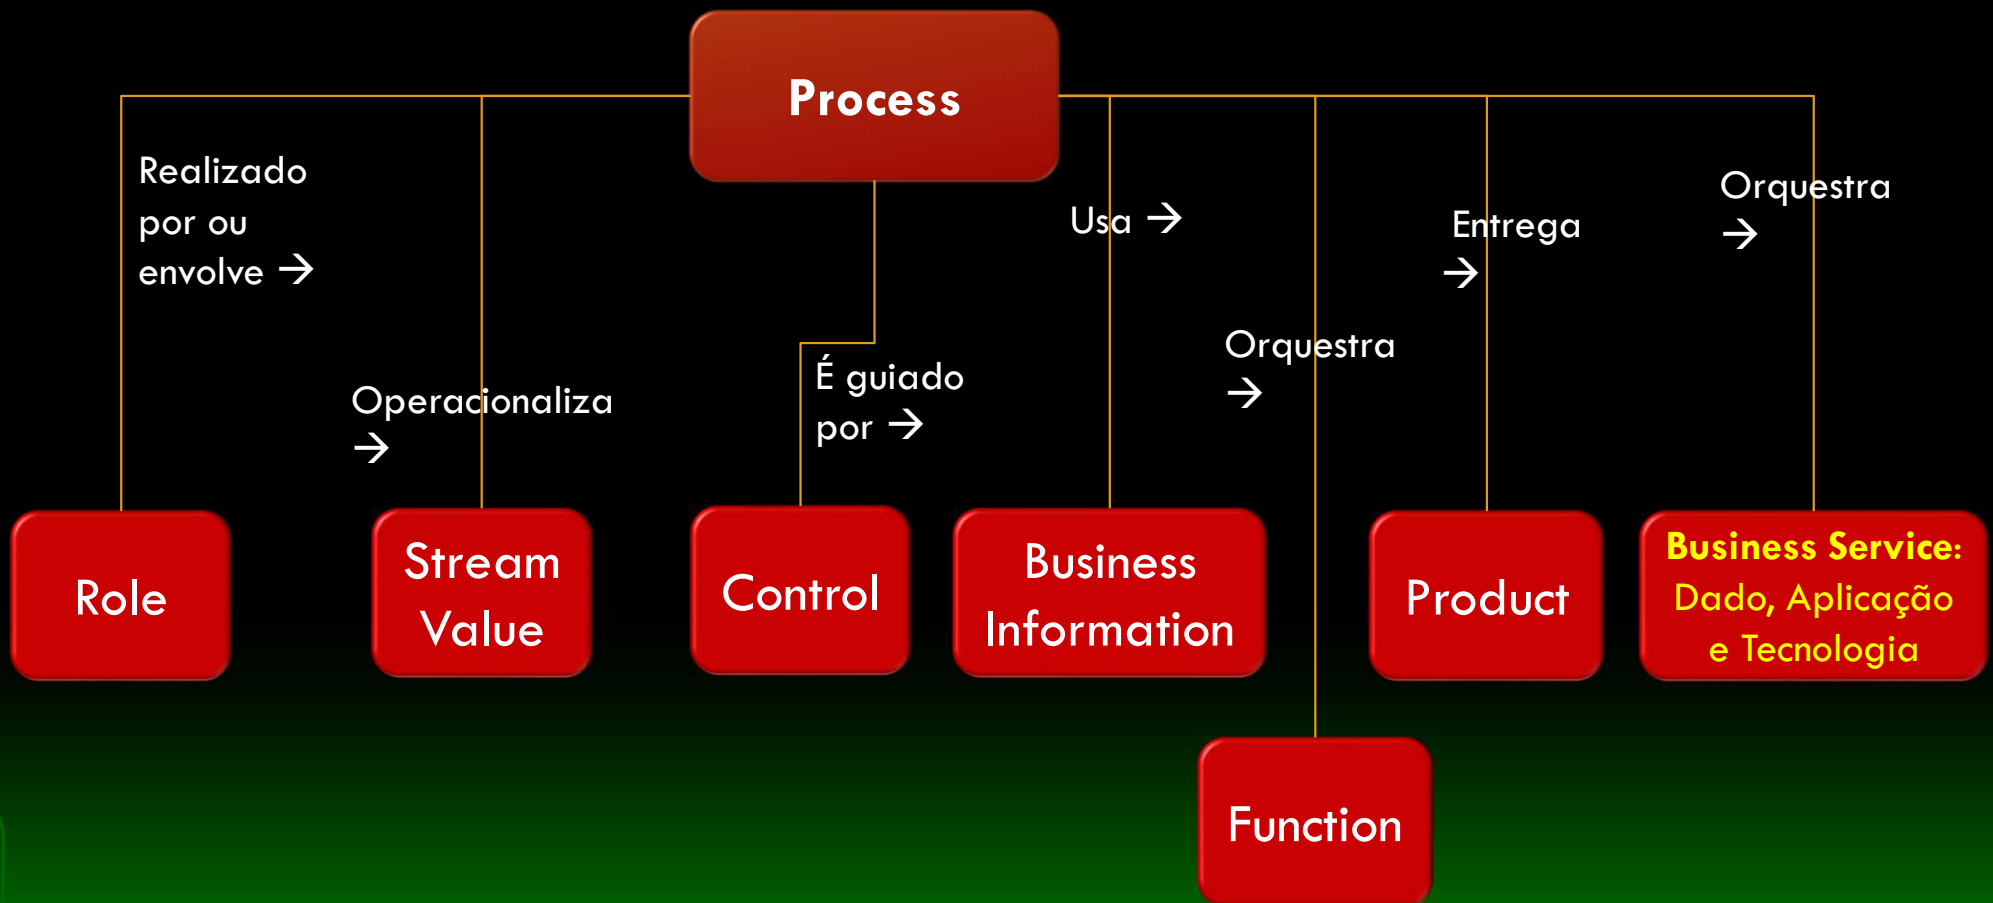 Process
Realizado
por ou
envolve →
Operacionaliza
→
É guiado
por →
Usa →
Orquestra
→
Entrega
→
Orquestra
→
Role
Stream
Value
Control
Business
Information
Product
Business Service:
Dado, Aplicação
e Tecnologia
Function